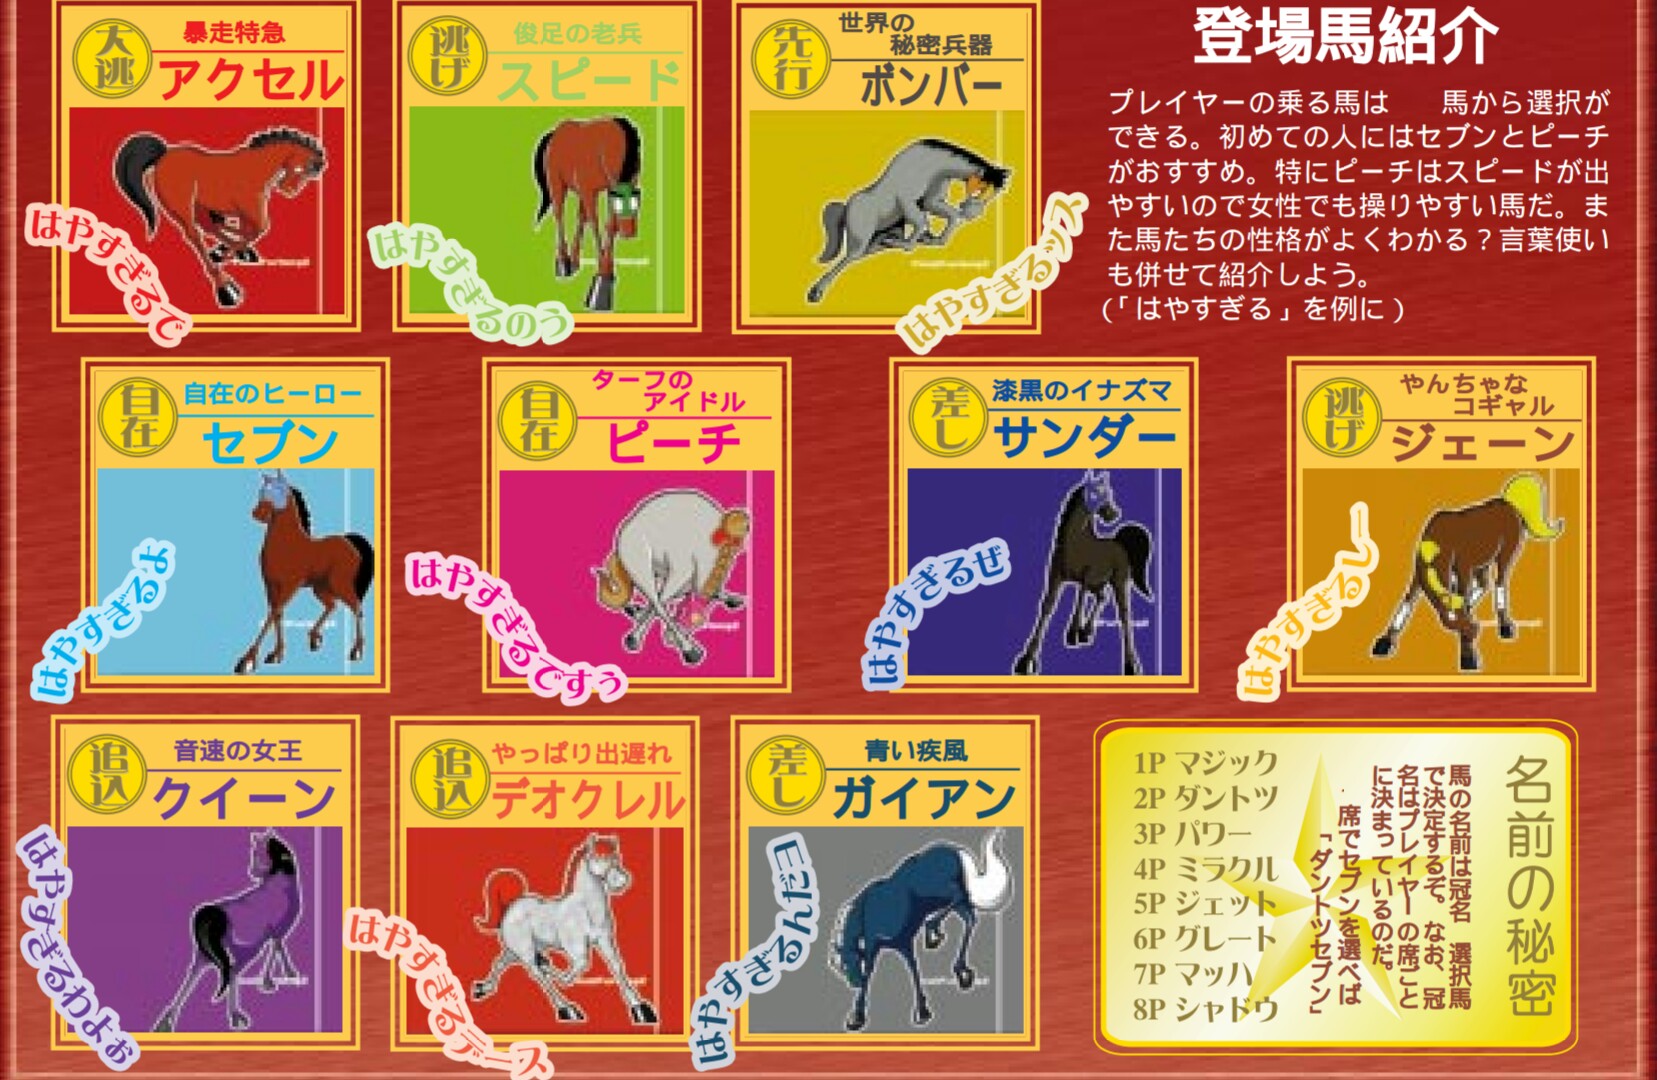 大逃
暴走特急
アクセル
はやすぎるで
逃げ
俊足の老兵
スピード
はやすぎるのう
先行
世界の
秘密兵器
ボンバー
はやすぎるッス
登場馬紹介
プレイヤーの乗る馬は　　馬から選択が
できる。初めての人にはセブンとピーチ
がおすすめ。特にピーチはスピードが出
やすいので女性でも操りやすい馬だ。ま
た馬たちの性格がよくわかる？言葉使い
も併せて紹介しよう。
(「はやすぎる」を例に)
自在
自在のヒーロー
セブン
はやすぎるよ
自在
ターフの
アイドル
ピーチ
はやすぎるですぅ
差し
漆黒のイナズマ
サンダー
はやすぎるぜ
逃げ
やんちゃな
コギャル
ジェーン
はやすぎるしー
追込
音速の女王
クイーン
はやすぎるわよぉ
追込
やっぱり出遅れ
デオクレル
はやすぎるデース
差し
青い疾風
ガイアン
はやすぎるんだヨ
名前の秘密
馬の名前は冠名　選択馬
で決定するぞ。なお、冠
名はプレイヤーの席ごと
に決まっているのだ。
席でセブンを選べば
「ダントツセブン」
1P マジック
2P ダントツ
3P パワー
4P ミラクル
5P ジェット
6P グレート
7P マッハ
8P シャドウ